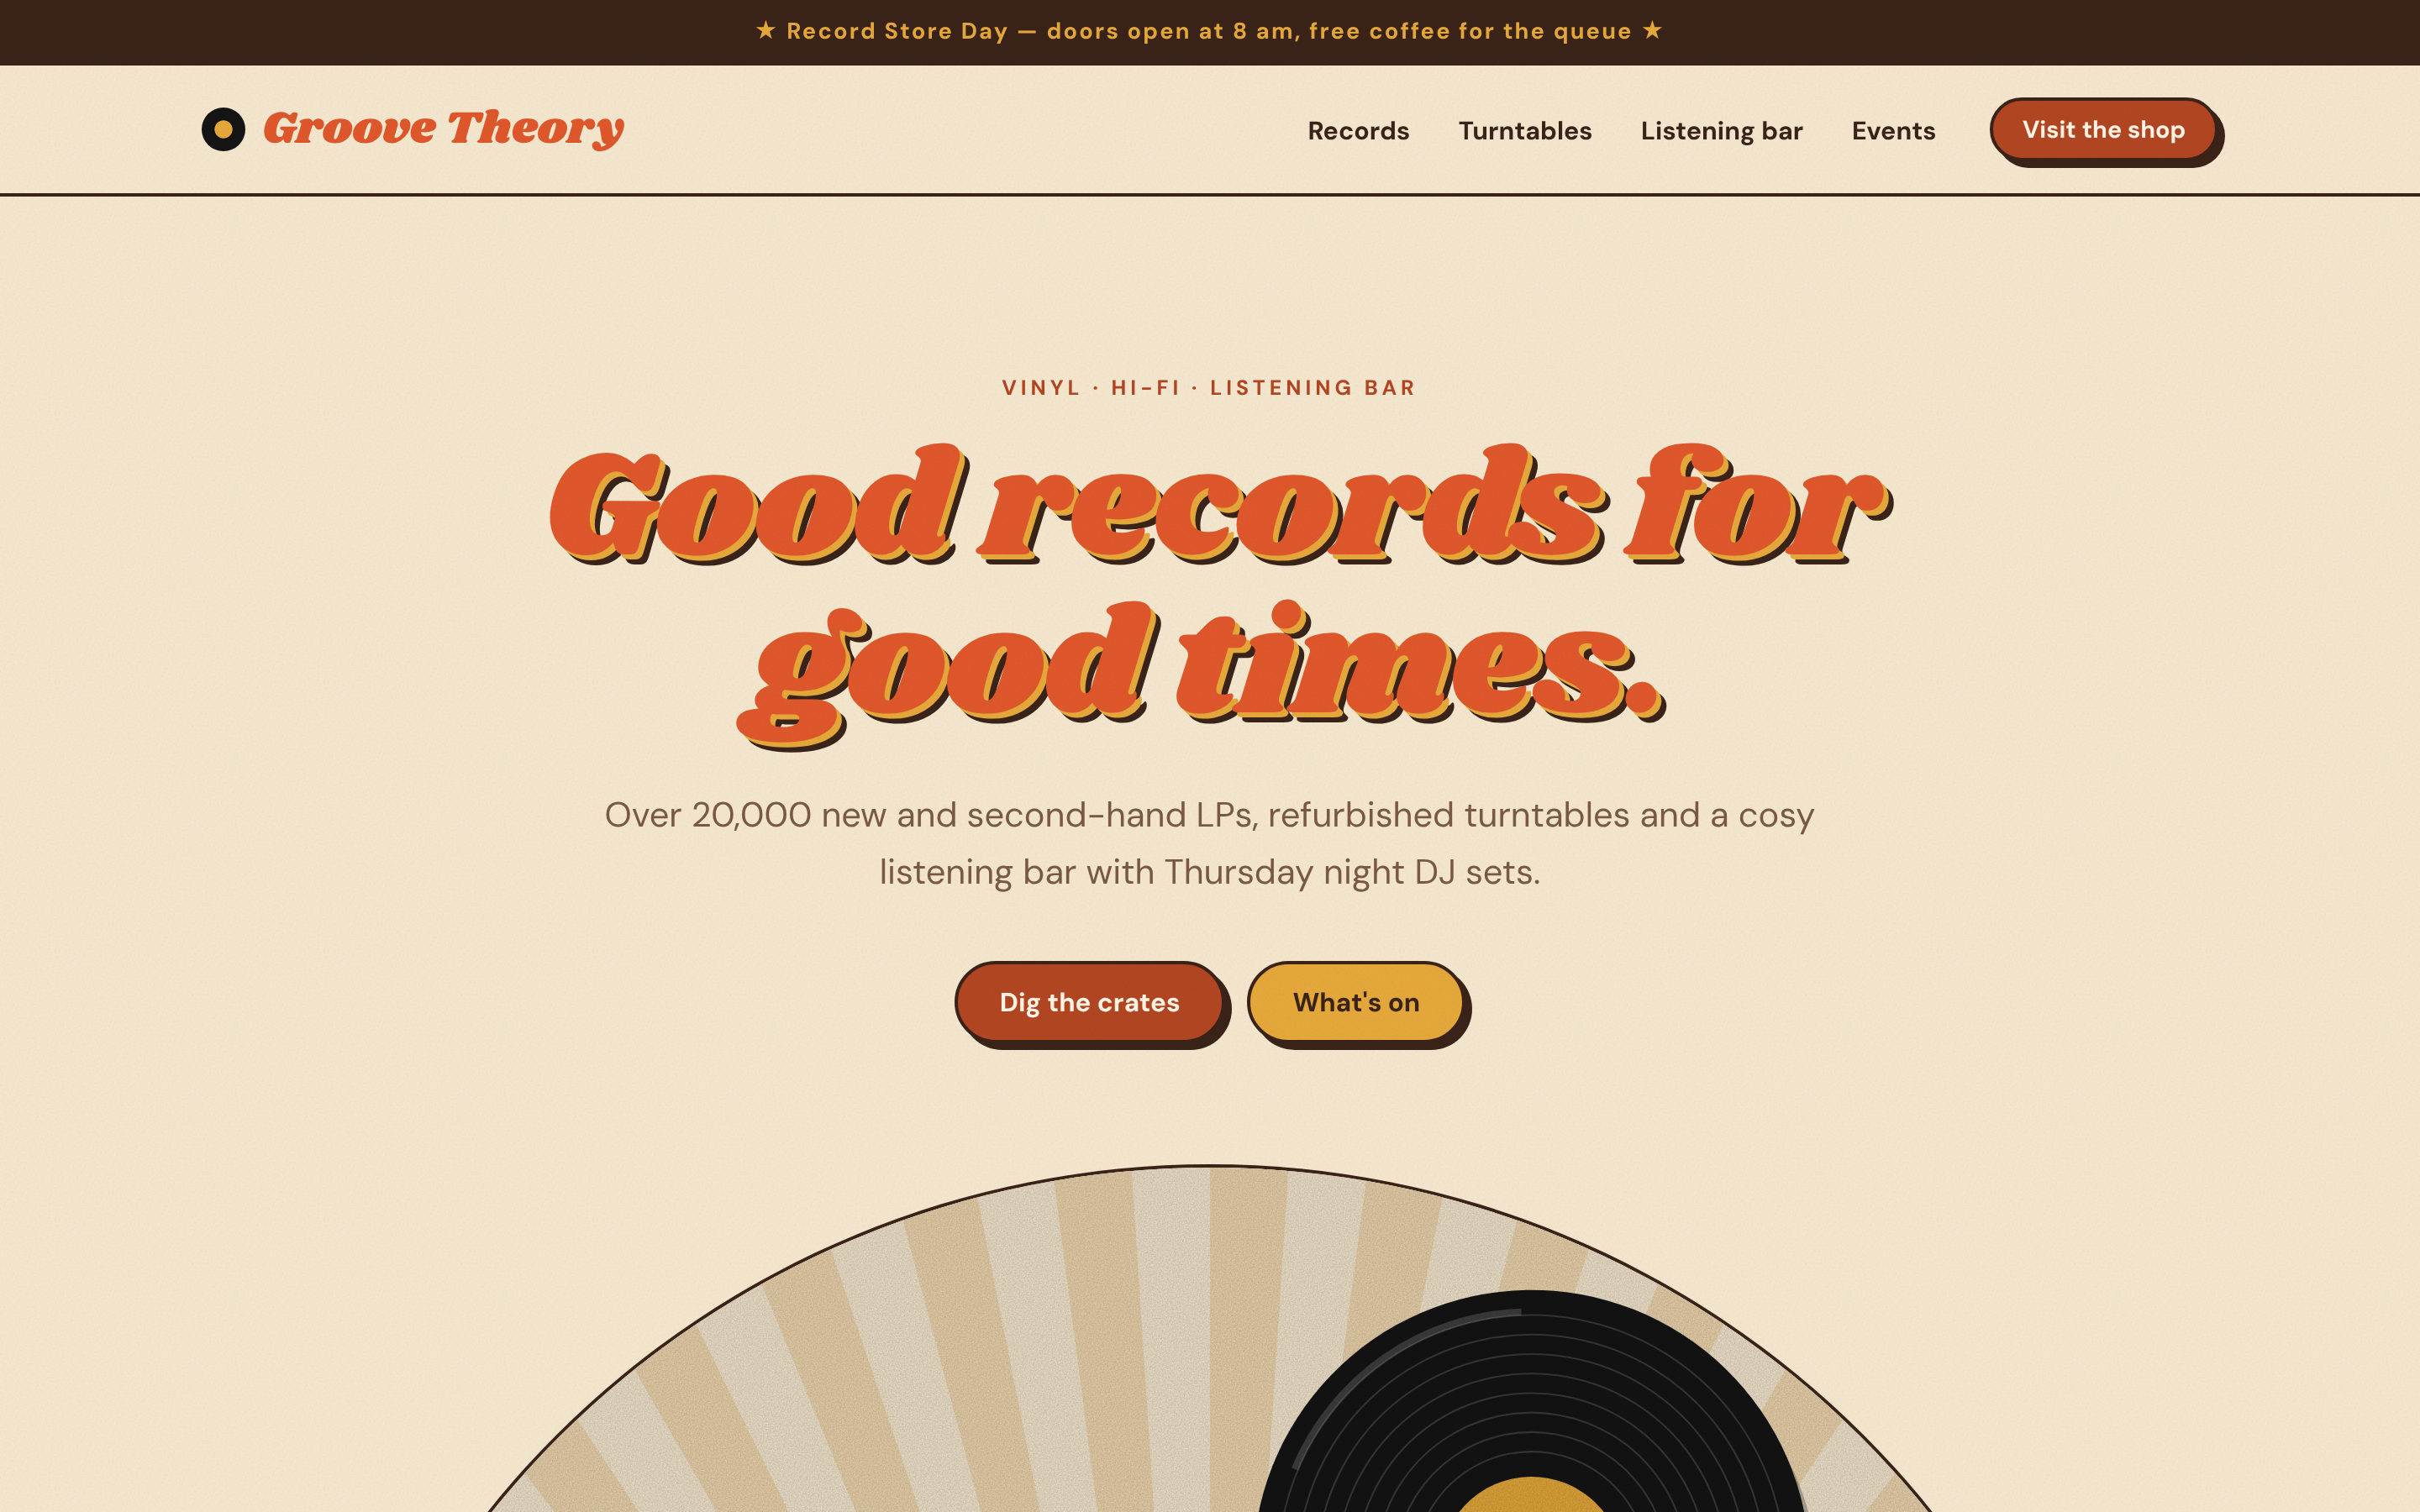 ★ Record Store Day — doors open at 8 am, free coffee for the queue ★
Groove Theory
Records
Turntables
Listening bar
Events
Visit the shop
VINYL · HI-FI · LISTENING BAR
Good records for
good times.
Over 20,000 new and second-hand LPs, refurbished turntables and a cosy
listening bar with Thursday night DJ sets.
Dig the crates
What's on